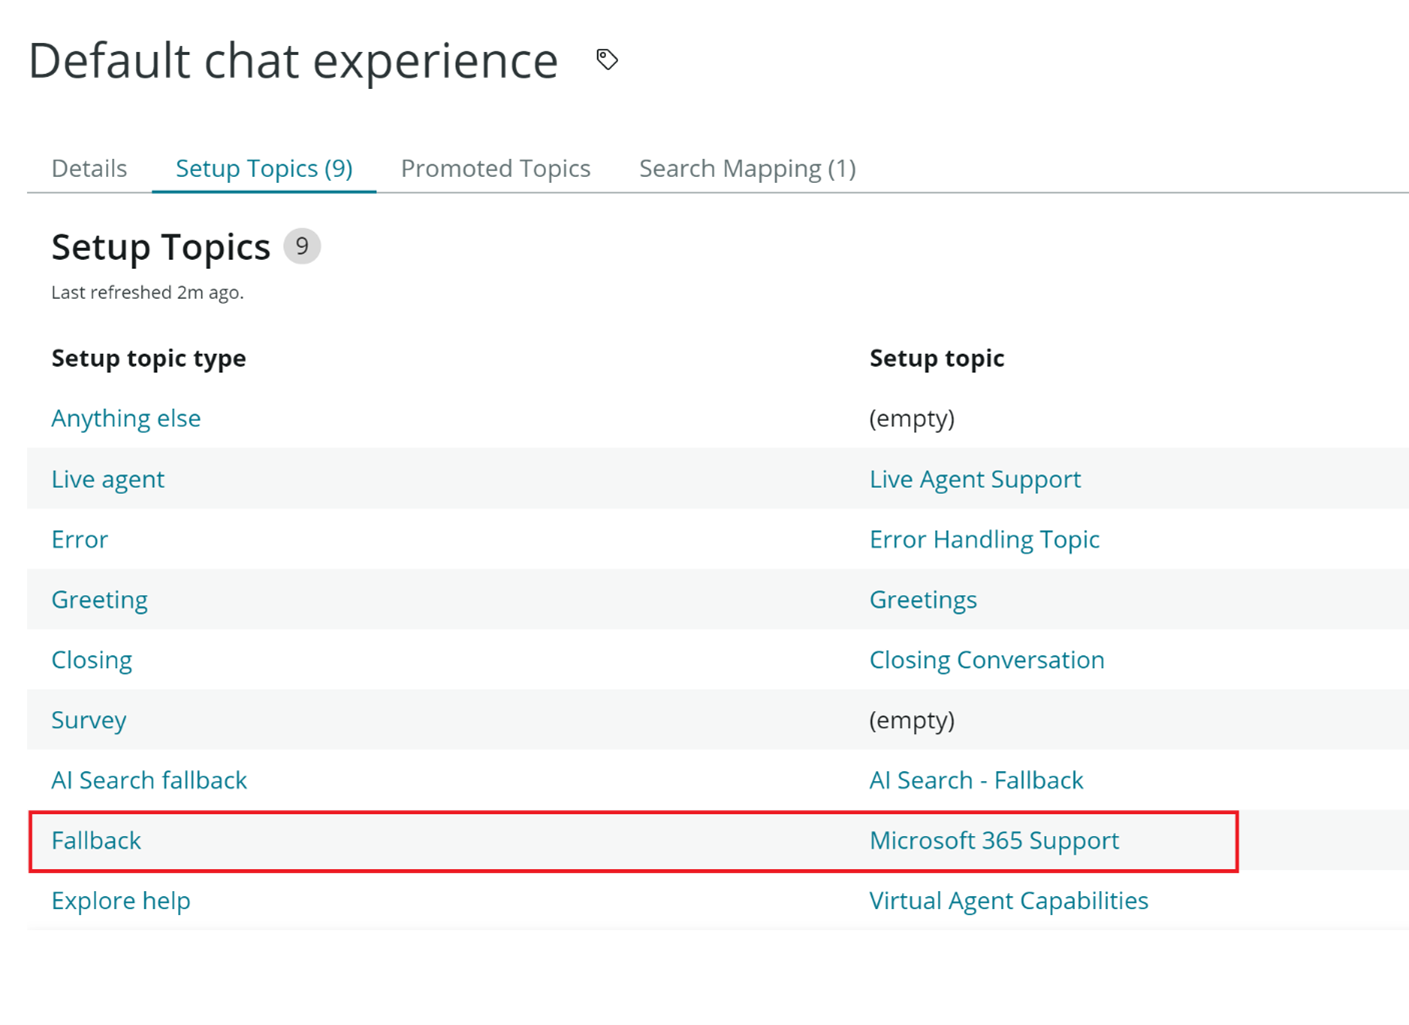 Default chat experience
Details Setup Topics (9) Promoted Topics Search Mapping (1)
Setup Topics 9
Last refreshed 2m ago.
Setup topic type Setup topic
Anything else (empty)
Live agent Live Agent Support
Error Error Handling Topic
Greeting Greetings
Closing Closing Conversation
Survey (empty)
AI Search fallback AI Search - Fallback
Fallback Microsoft 365 Support
Explore help Virtual Agent Capabilities